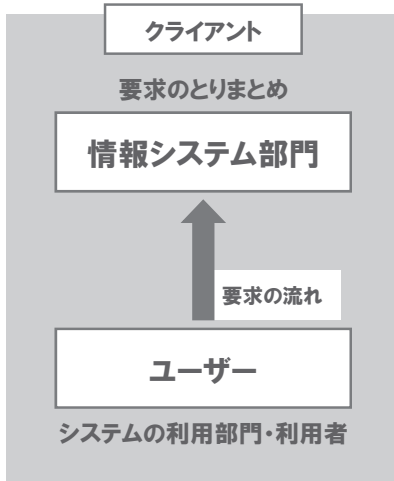 クライアント
要求のとりまとめ
情報システム部門
要求の流れ
ユーザー
システムの利用部門・利用者